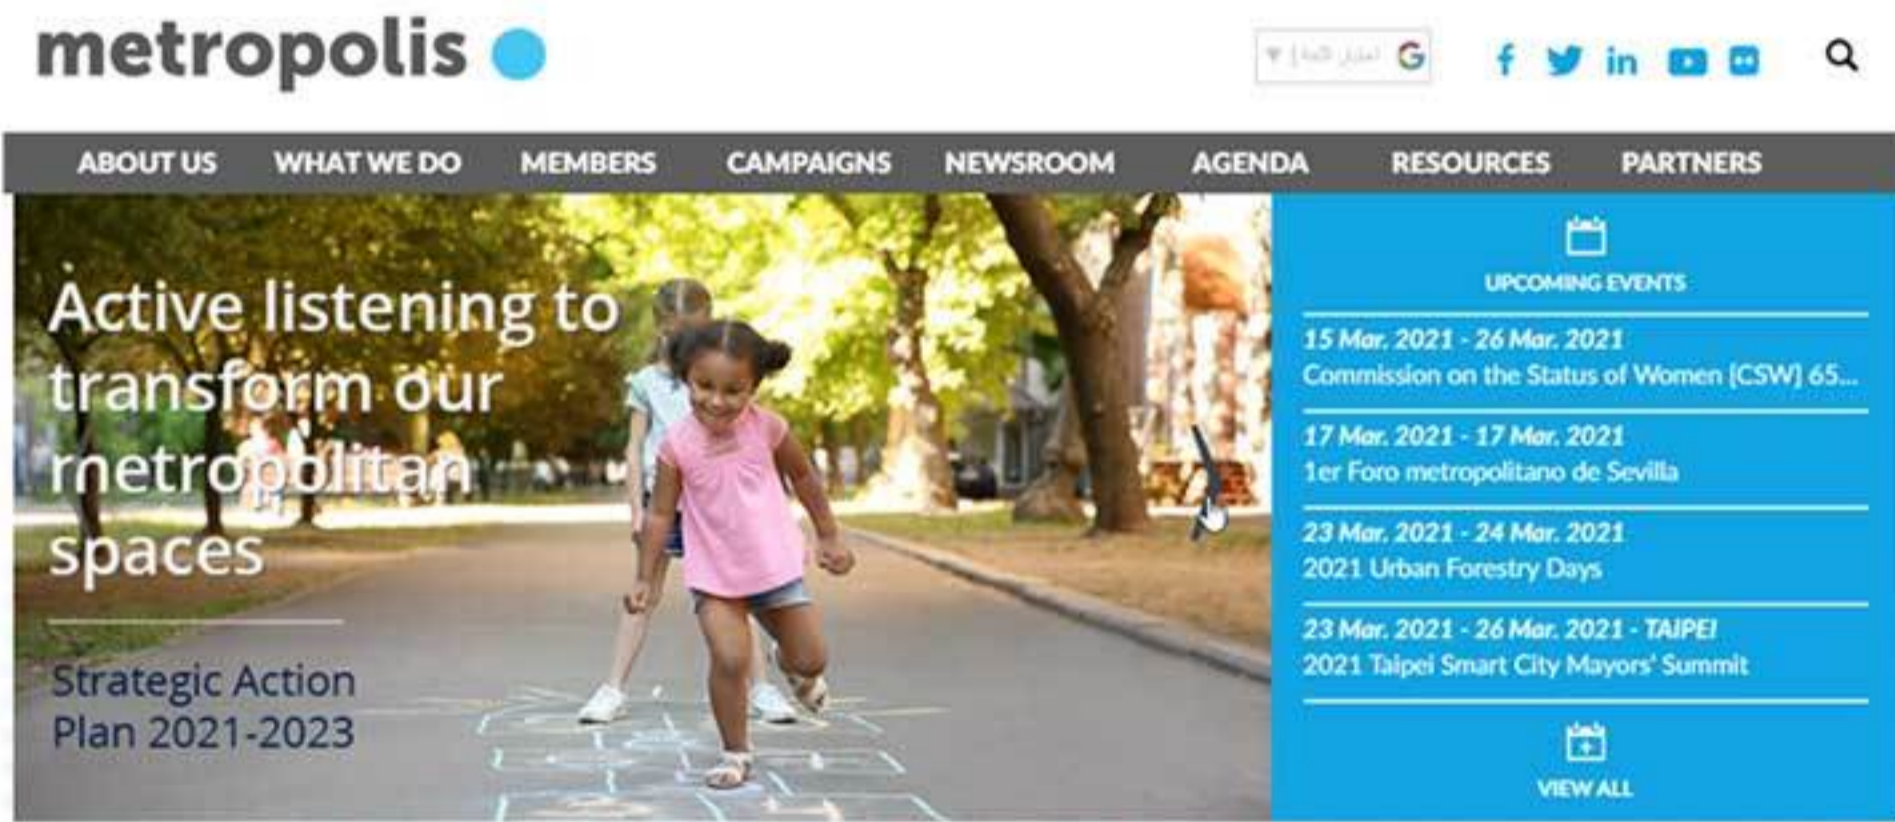 metropolis
ABOUT US WHAT WE DO MEMBERS CAMPAIGNS NEWSROOM AGENDA RESOURCES PARTNERS
Active listening to
transform our
metropolitan
spaces
Strategic Action
Plan 2021-2023
UPCOMING EVENTS
15 Mar. 2021 - 26 Mar. 2021
Commission on the Status of Women [CSW] 65...
17 Mar. 2021 - 17 Mar. 2021
1er Foro metropolitano de Sevilla
23 Mar. 2021 - 24 Mar. 2021
2021 Urban Forestry Days
23 Mar. 2021 - 26 Mar. 2021 - TAIPEI
2021 Taipei Smart City Mayors' Summit
VIEW ALL